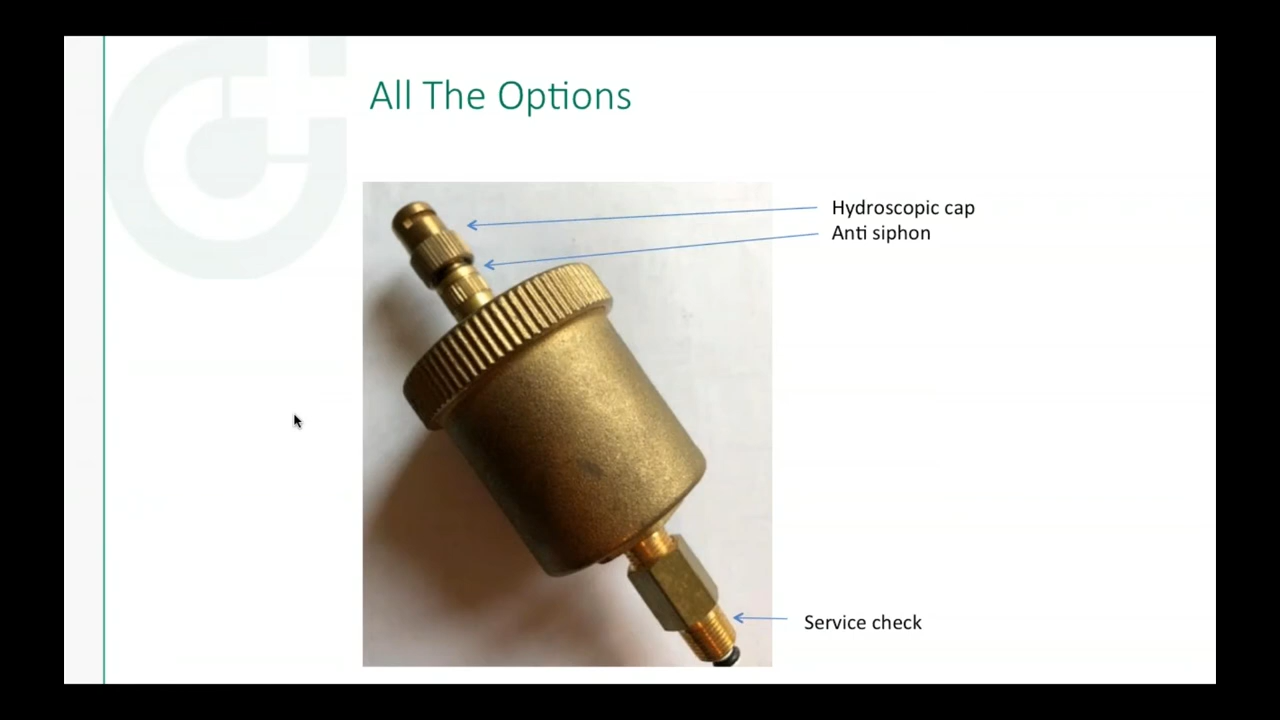 All The Options
Hydroscopic cap
Anti siphon
Service check